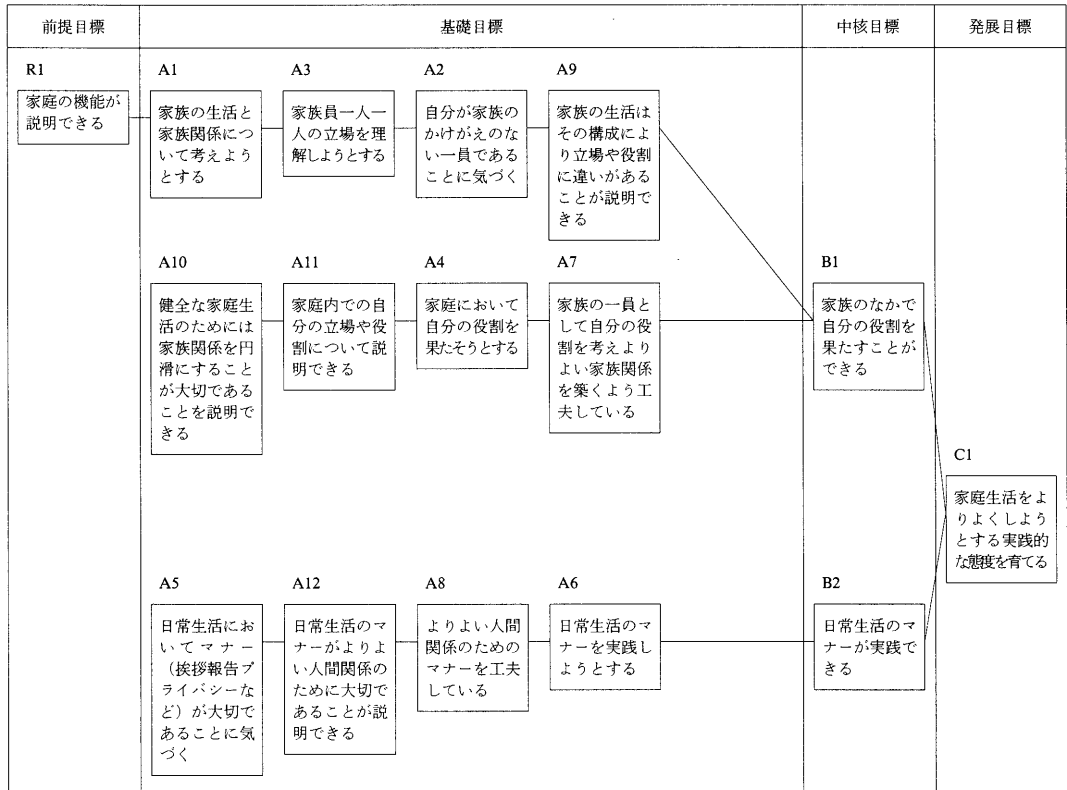 前提目標
基礎目標
中核目標
発展目標
R1
家庭の機能が
説明できる
A1
家族の生活と
家族関係につ
いて考えよう
とする
A3
家族員一人一
人の立場を理
解しようとする
A2
自分が家族の
かけがえのな
い一員である
ことに気づく
A9
家族の生活は
その構成によ
り立場や役割
に違いがある
ことが説明で
きる
A10
健全な家庭生
活のためには
家族関係を円
滑にすること
が大切である
ことを説明で
きる
A11
家庭内での自
分の立場や役
割について説
明できる
A4
家庭において
自分の役割を
果たそうとする
A7
家族の一員と
して自分の役
割を考えより
よい家族関係
を築くよう工
夫している
B1
家族のなかで
自分の役割を
果たすことが
できる
C1
家庭生活をよ
りよくしよう
とする実践的
な態度を育てる
A5
日常生活にお
いてマナー
(挨拶報告プ
ライバシーな
ど)が大切で
あることに気
づく
A12
日常生活のマ
ナーがよりよ
い人間関係の
ために大切で
あることが説
明できる
A8
よりよい人間
関係のための
マナーを工夫
している
A6
日常生活のマ
ナーを実践し
ようとする
B2
日常生活のマ
ナーが実践で
きる